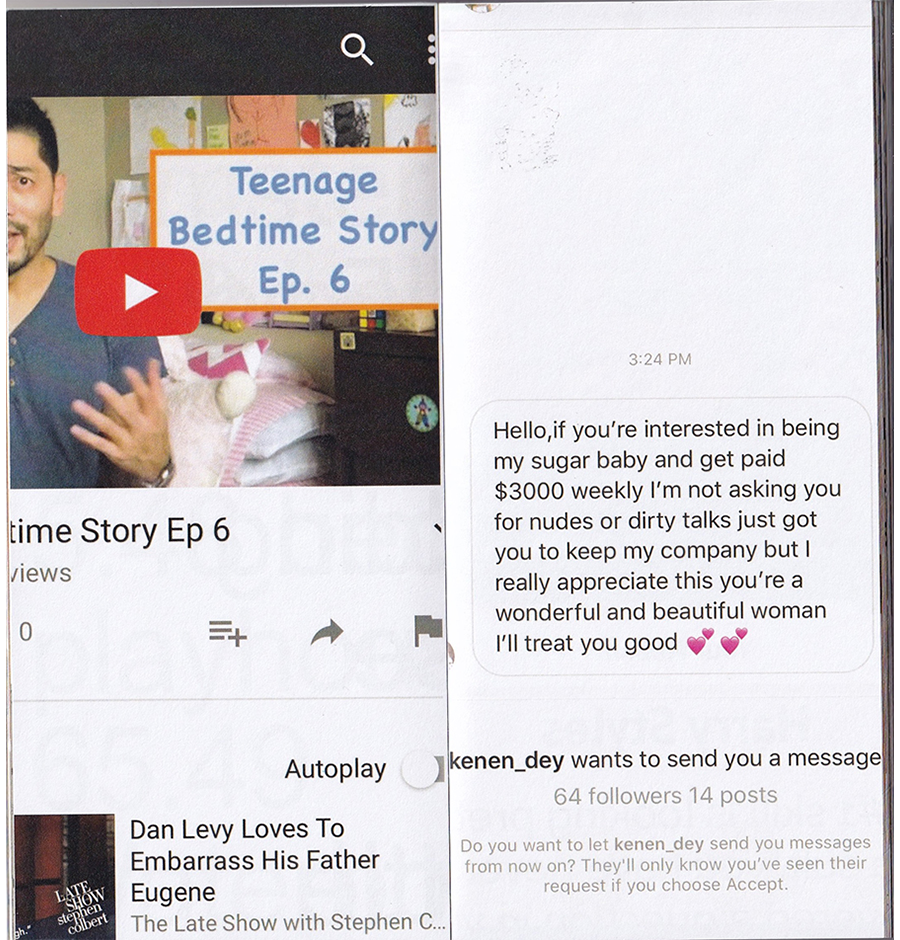 Teenage
Bedtime Story
Ep. 6
time Story Ep 6
views
0
Autoplay
Dan Levy Loves To
Embarrass His Father
Eugene
The Late Show with Stephen C...
LATE
SHOW
stephen
colbert
gh."
3:24 PM
Hello,if you're interested in being
my sugar baby and get paid
$3000 weekly I'm not asking you
for nudes or dirty talks just got
you to keep my company but I
really appreciate this you're a
wonderful and beautiful woman
I'll treat you good 💕 💕
kenen_dey wants to send you a message
64 followers 14 posts
Do you want to let kenen_dey send you messages
from now on? They'll only know you've seen their
request if you choose Accept.
Harry Styles
65.49